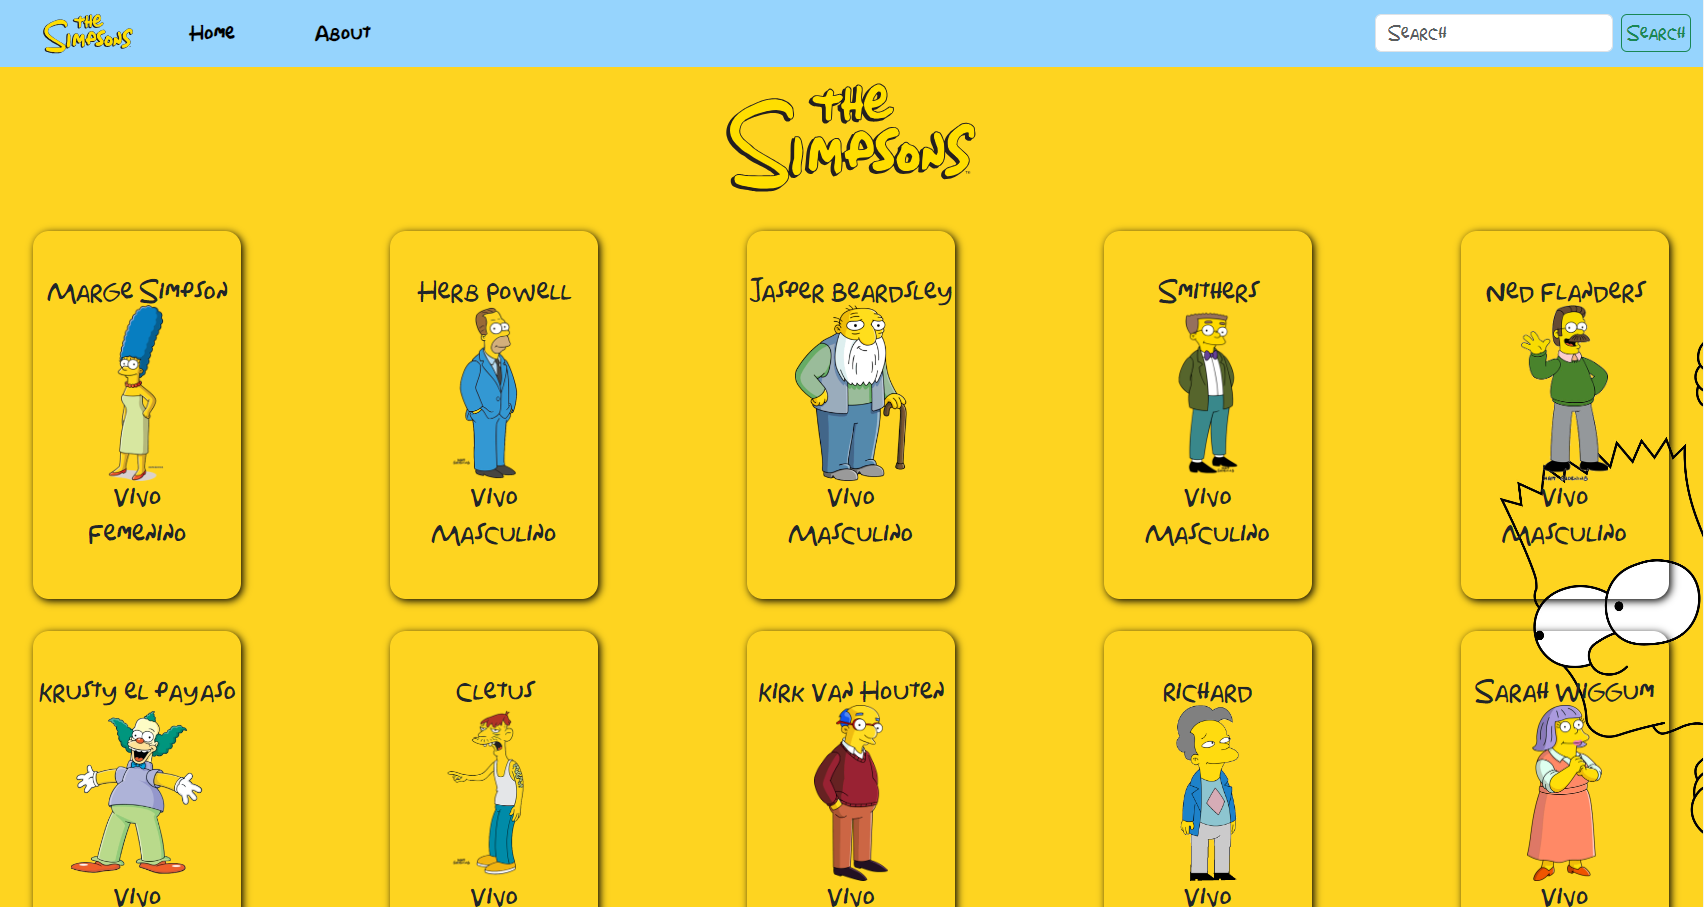 THE
SIMPSONS
Home
About
Search
Search
THE
SIMPSONS
TM
Marge Simpson
Herb Powell
Jasper Beardsley
Smithers
Ned Flanders
Vivo
Vivo
Vivo
Vivo
Vivo
Femenino
Masculino
Masculino
Masculino
Masculino
Krusty el payaso
Cletus
Kirk Van Houten
Richard
Sarah Wiggum
Vivo
Vivo
Vivo
Vivo
Vivo